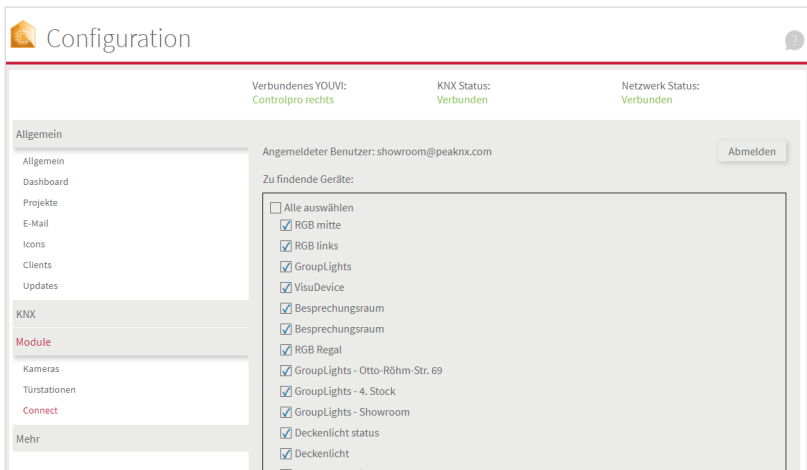 Configuration
?
Verbundenes YOUVI: KNX Status: Netzwerk Status:
Controlpro rechts Verbunden Verbunden
Allgemein
Allgemein
Dashboard
Projekte
E-Mail
Icons
Clients
Updates
KNX
Module
Kameras
Türstationen
Connect
Mehr
Angemeldeter Benutzer: showroom@peaknx.com Abmelden
Zu findende Geräte:
Alle auswählen
RGB mitte
RGB links
GroupLights
VisuDevice
Besprechungsraum
Besprechungsraum
RGB Regal
GroupLights - Otto-Röhm-Str. 69
GroupLights - 4. Stock
GroupLights - Showroom
Deckenlicht status
Deckenlicht